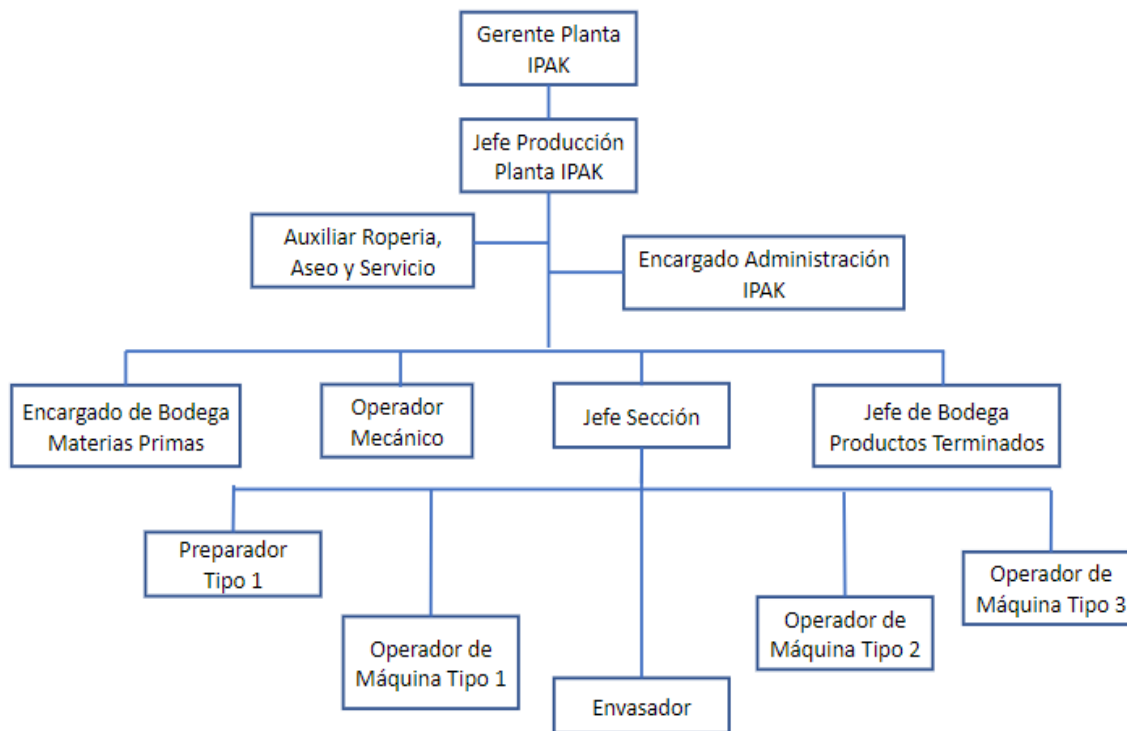 Gerente Planta
IPAK
Jefe Producción
Planta IPAK
Auxiliar Roperia,
Aseo y Servicio
Encargado Administración
IPAK
Encargado de Bodega
Materias Primas
Operador
Mecánico
Jefe Sección
Jefe de Bodega
Productos Terminados
Preparador
Tipo 1
Operador de
Máquina Tipo 1
Envasador
Operador de
Máquina Tipo 2
Operador de
Máquina Tipo 3